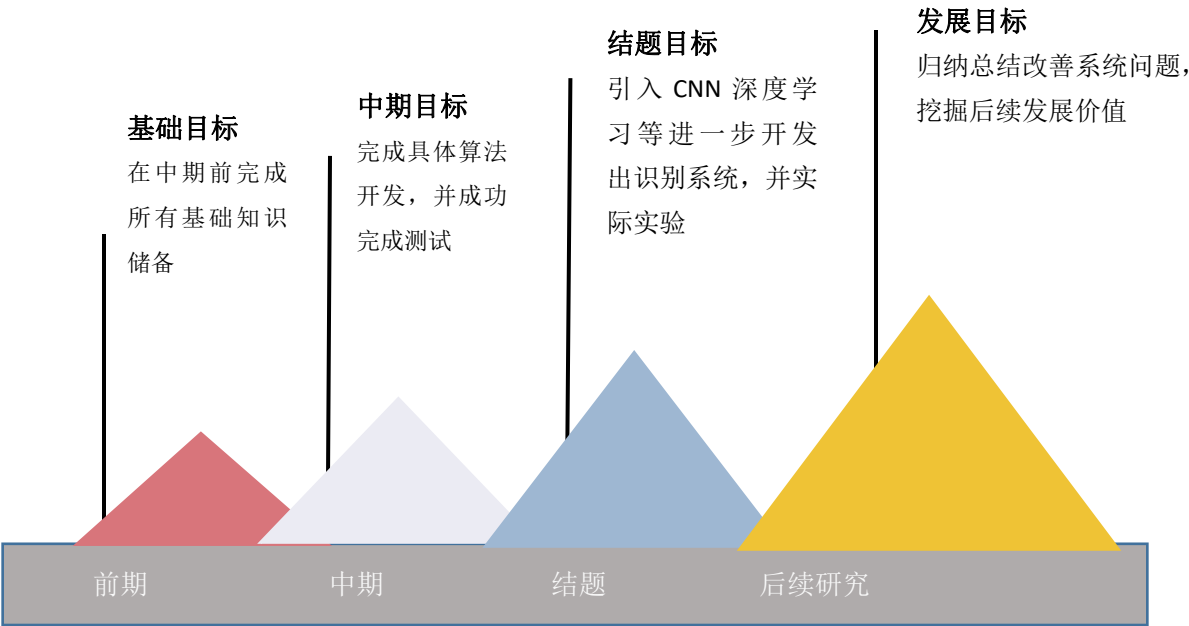 基础目标
在中期前完成
所有基础知识
储备
中期目标
完成具体算法
开发，并成功
完成测试
结题目标
引入 CNN 深度学
习等进一步开发
出识别系统，并实
际实验
发展目标
归纳总结改善系统问题，
挖掘后续发展价值
前期
中期
结题
后续研究